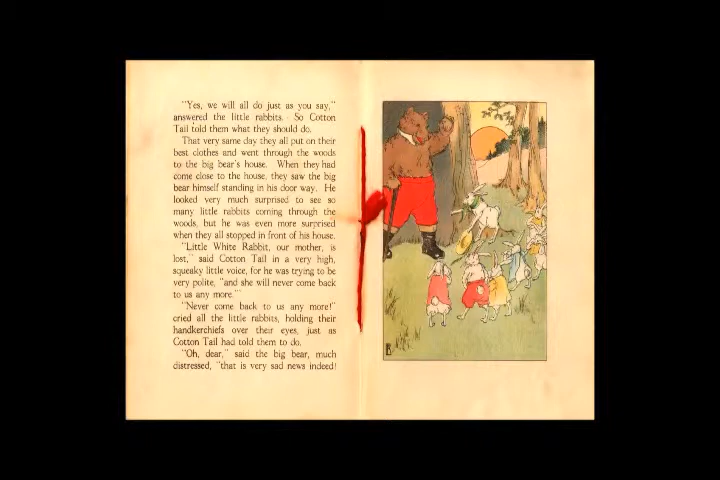 "Yes, we will all do just as you say,"
answered the little rabbits. So Cotton
Tail told them what they should do.
That very same day they all put on their
best clothes and went through the woods
to the big bear's house. When they had
come close to the house, they saw the big
bear himself standing in his door way. He
looked very much surprised to see so
many little rabbits coming through the
woods, but he was even more surprised
when they all stopped in front of his house.
"Little White Rabbit, our mother, is
lost," said Cotton Tail in a very high,
squeaky little voice, for he was trying to be
very polite, "and she will never come back
to us any more."
"Never come back to us any more!"
cried all the little rabbits, holding their
handkerchiefs over their eyes, just as
Cotton Tail had told them to do.
"Oh, dear," said the big bear, much
distressed, "that is very sad news indeed!